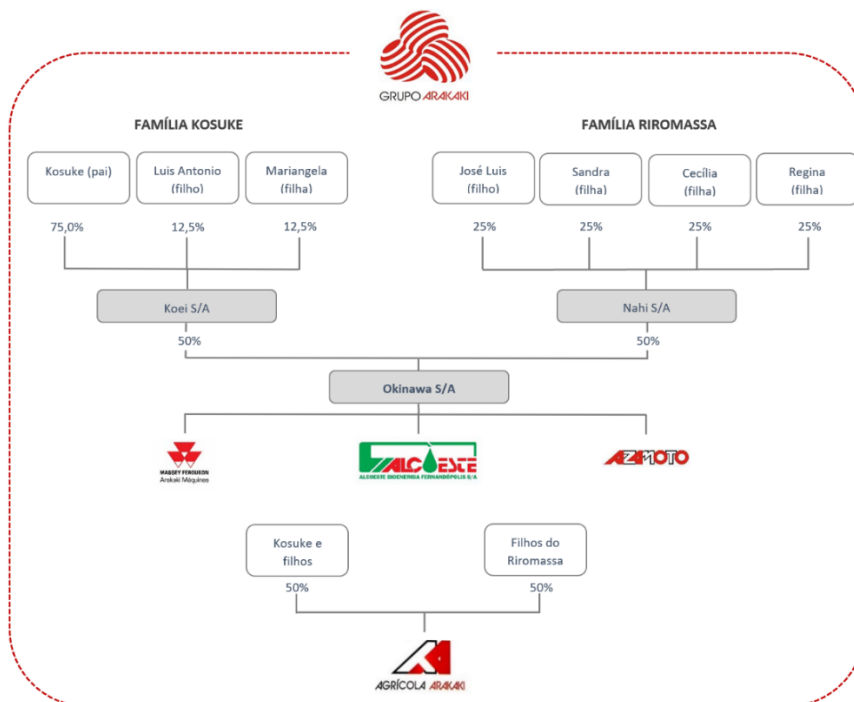 GRUPO ARAKAKI
FAMÍLIA KOSUKE
FAMÍLIA RIROMASSA
Kosuke (pai)
Luis Antonio
(filho)
Mariangela
(filha)
José Luis
(filho)
Sandra
(filha)
Cecília
(filha)
Regina
(filha)
75,0%
12,5%
12,5%
25%
25%
25%
25%
Koei S/A
Nahi S/A
50%
50%
Okinawa S/A
MASSEY FERGUSON
Arakaki Máquinas
ALCOESTE
ALCOESTE BIOENERGIA FERNANDÓPOLIS S/A
AZAMOTO
Kosuke e
filhos
Filhos do
Riromassa
50%
50%
AGRÍCOLA ARAKAKI